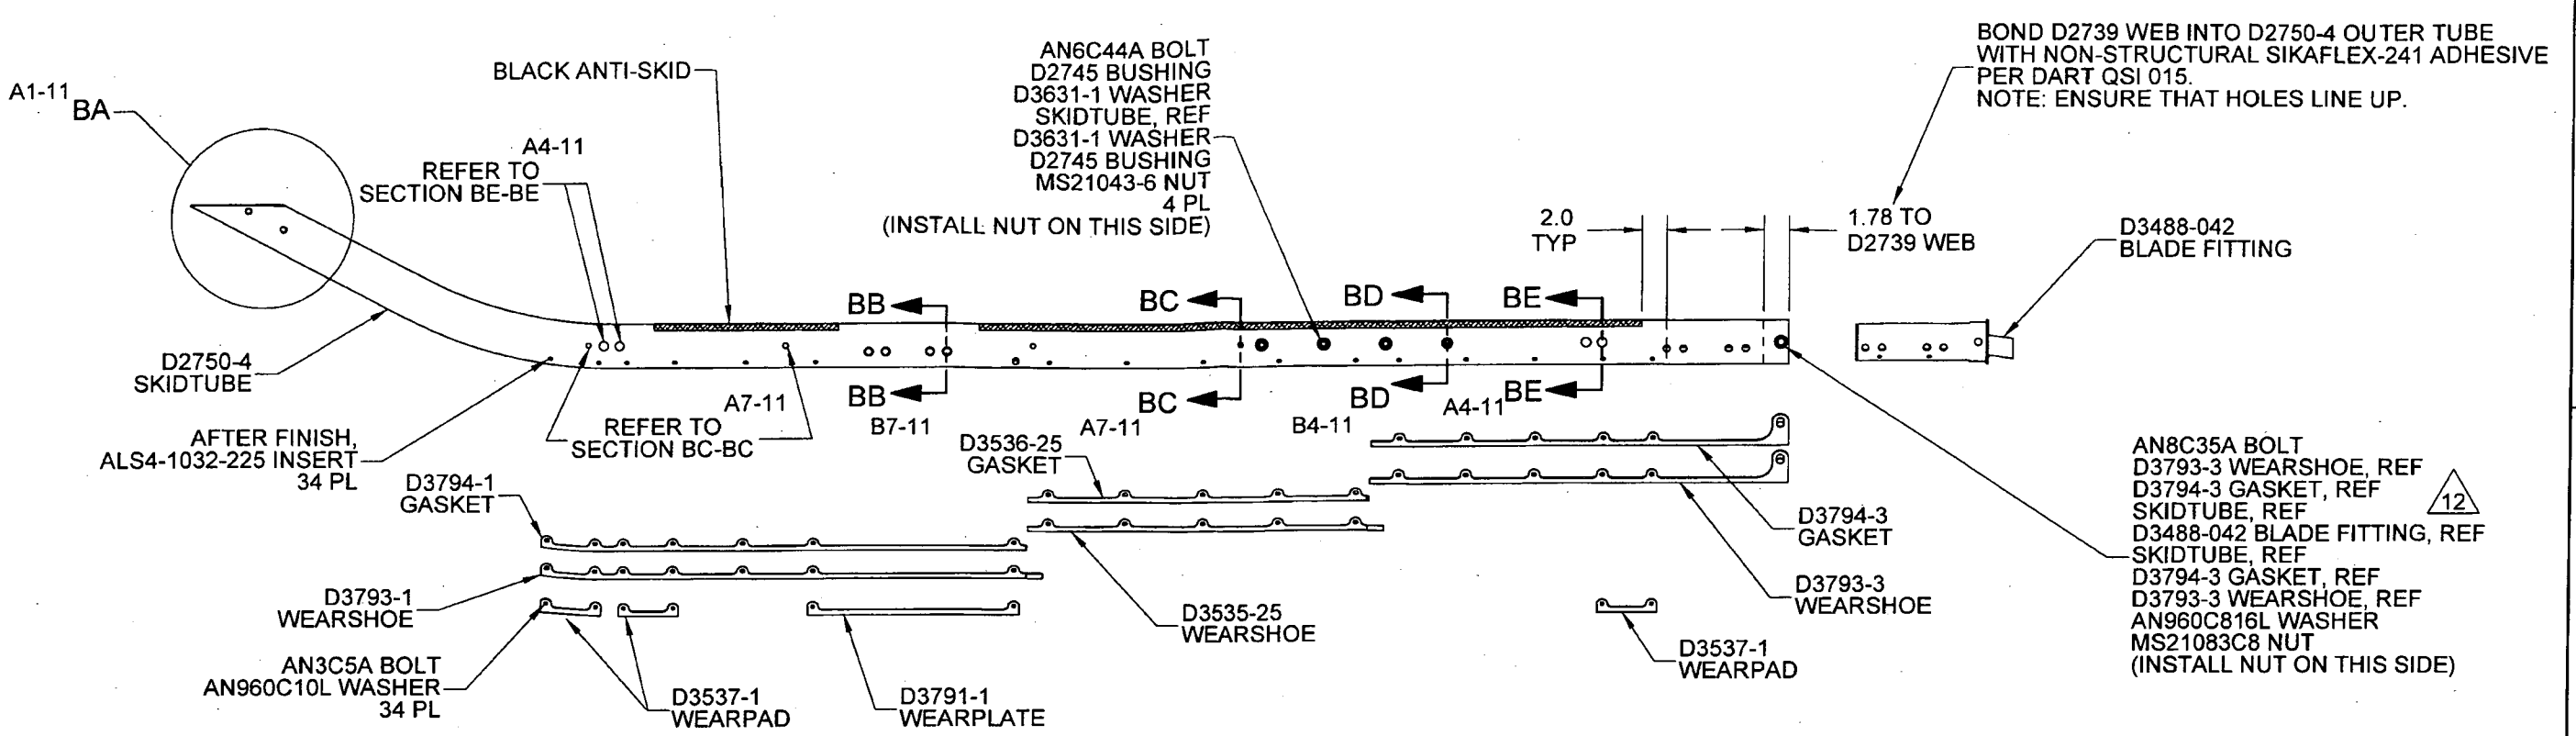 A1-11
BA
BLACK ANTI-SKID
A4-11
REFER TO
SECTION BE-BE
AN6C44A BOLT
D2745 BUSHING
D3631-1 WASHER
SKIDTUBE, REF
D3631-1 WASHER
D2745 BUSHING
MS21043-6 NUT
4 PL
(INSTALL NUT ON THIS SIDE)
BOND D2739 WEB INTO D2750-4 OUTER TUBE
WITH NON-STRUCTURAL SIKAFLEX-241 ADHESIVE
PER DART QSI 015.
NOTE: ENSURE THAT HOLES LINE UP.
2.0
TYP
1.78 TO
D2739 WEB
D3488-042
BLADE FITTING
BB
BC
BD
BE
BB
BC
BD
BE
D2750-4
SKIDTUBE
A7-11
B7-11
A7-11
B4-11
A4-11
REFER TO
SECTION BC-BC
AFTER FINISH,
ALS4-1032-225 INSERT
34 PL
D3794-1
GASKET
D3536-25
GASKET
D3794-3
GASKET
D3793-1
WEARSHOE
D3535-25
WEARSHOE
D3793-3
WEARSHOE
AN3C5A BOLT
AN960C10L WASHER
34 PL
D3537-1
WEARPAD
D3791-1
WEARPLATE
D3537-1
WEARPAD
AN8C35A BOLT
D3793-3 WEARSHOE, REF
D3794-3 GASKET, REF
SKIDTUBE, REF
D3488-042 BLADE FITTING, REF
SKIDTUBE, REF
D3794-3 GASKET, REF
D3793-3 WEARSHOE, REF
AN960C816L WASHER
MS21083C8 NUT
(INSTALL NUT ON THIS SIDE)
12